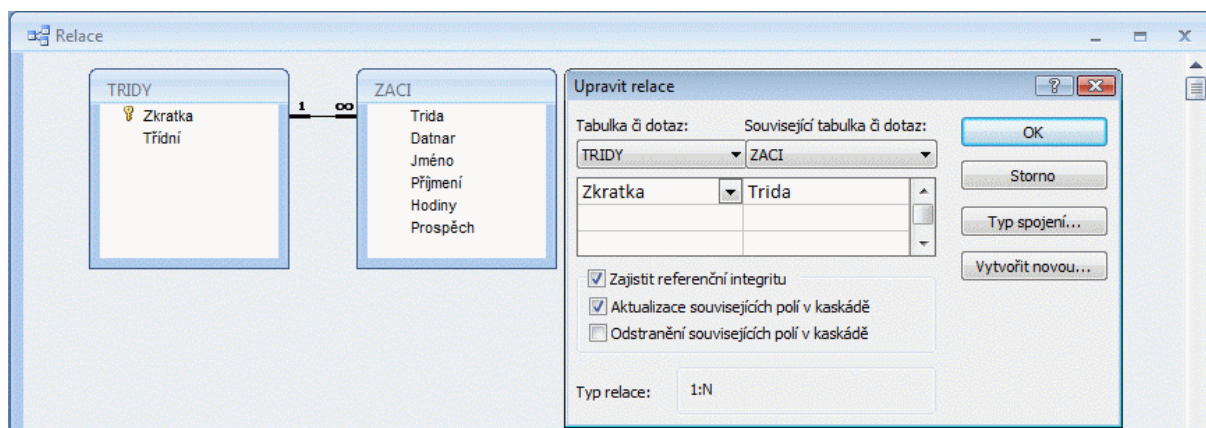 Relace
TRIDY
Zkratka
Třídní
1 ∞
ZACI
Trida
Datnar
Jméno
Příjmení
Hodiny
Prospěch
Upravit relace
?
Tabulka či dotaz: Související tabulka či dotaz:
TRIDY ZACI
Zkratka Trida
Zajistit referenční integritu
Aktualizace souvisejících polí v kaskádě
Odstranění souvisejících polí v kaskádě
Typ relace: 1:N
OK
Storno
Typ spojení...
Vytvořit novou...